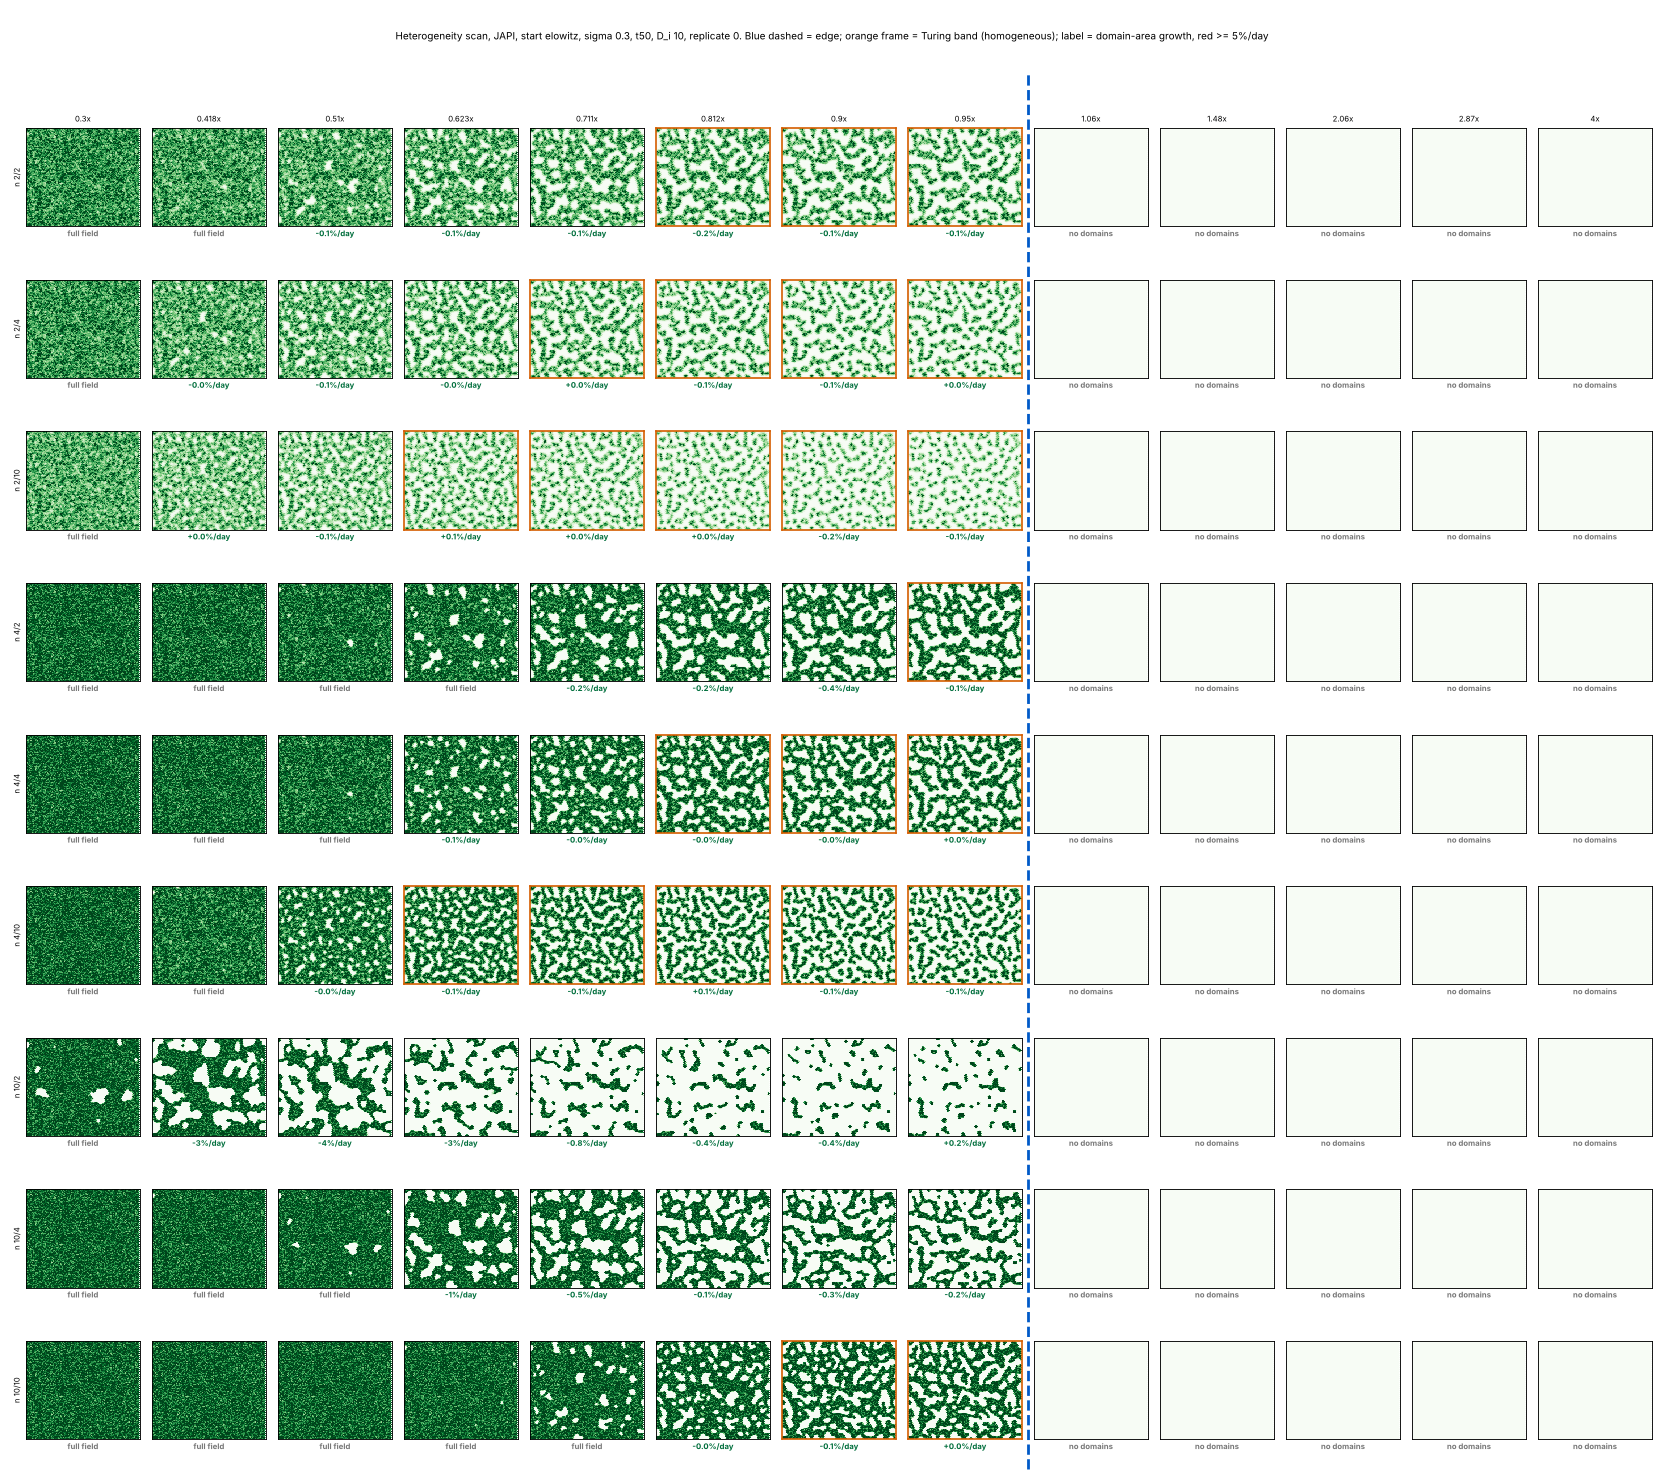 Heterogeneity scan, JAPI, start elowitz, sigma 0.3, t50, D_i 10, replicate 0. Blue dashed = edge; orange frame = Turing band (homogeneous); label = domain-area growth, red >= 5%/day
0.3x 0.418x 0.51x 0.623x 0.711x 0.812x 0.9x 0.95x 1.06x 1.48x 2.06x 2.87x 4x
n 2/2
full field full field -0.1%/day -0.1%/day -0.1%/day -0.2%/day -0.1%/day -0.1%/day no domains no domains no domains no domains no domains
n 2/4
full field -0.0%/day -0.1%/day -0.0%/day +0.0%/day -0.1%/day -0.1%/day +0.0%/day no domains no domains no domains no domains no domains
n 2/10
full field +0.0%/day -0.1%/day +0.1%/day +0.0%/day +0.0%/day -0.2%/day -0.1%/day no domains no domains no domains no domains no domains
n 4/2
full field full field full field full field -0.2%/day -0.2%/day -0.4%/day -0.1%/day no domains no domains no domains no domains no domains
n 4/4
full field full field full field -0.1%/day -0.0%/day -0.0%/day -0.0%/day +0.0%/day no domains no domains no domains no domains no domains
n 4/10
full field full field -0.0%/day -0.1%/day -0.1%/day +0.1%/day -0.1%/day -0.1%/day no domains no domains no domains no domains no domains
n 10/2
full field -3%/day -4%/day -3%/day -0.8%/day -0.4%/day -0.4%/day +0.2%/day no domains no domains no domains no domains no domains
n 10/4
full field full field full field -1%/day -0.5%/day -0.1%/day -0.3%/day -0.2%/day no domains no domains no domains no domains no domains
n 10/10
full field full field full field full field full field -0.0%/day -0.1%/day +0.0%/day no domains no domains no domains no domains no domains